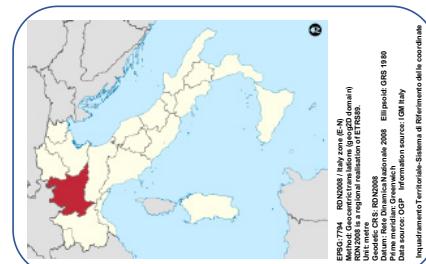 EPSG:7794 RDN2008 / Italy zone (E-N)
Method: Geocentric translations (geog2D domain)
RDN2008 is a regional realisation of ETRS89.
Unit: metre
Geodetic CRS: RDN2008
Datum: Rete Dinamica Nazionale 2008 Ellipsoid: GRS 1980
Prime meridian: Greenwich
Data source: OGP Information source: IGM Italy
Inquadramento Territoriale-Sistema di Riferimento delle coordinate